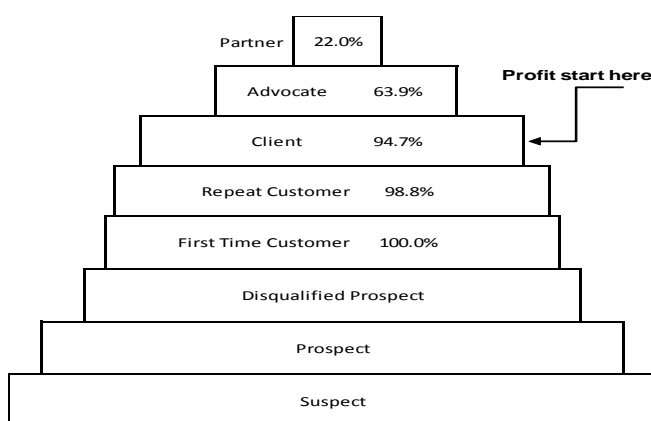 Partner 22.0%
Advocate 63.9%
Profit start here
Client 94.7%
Repeat Customer 98.8%
First Time Customer 100.0%
Disqualified Prospect
Prospect
Suspect